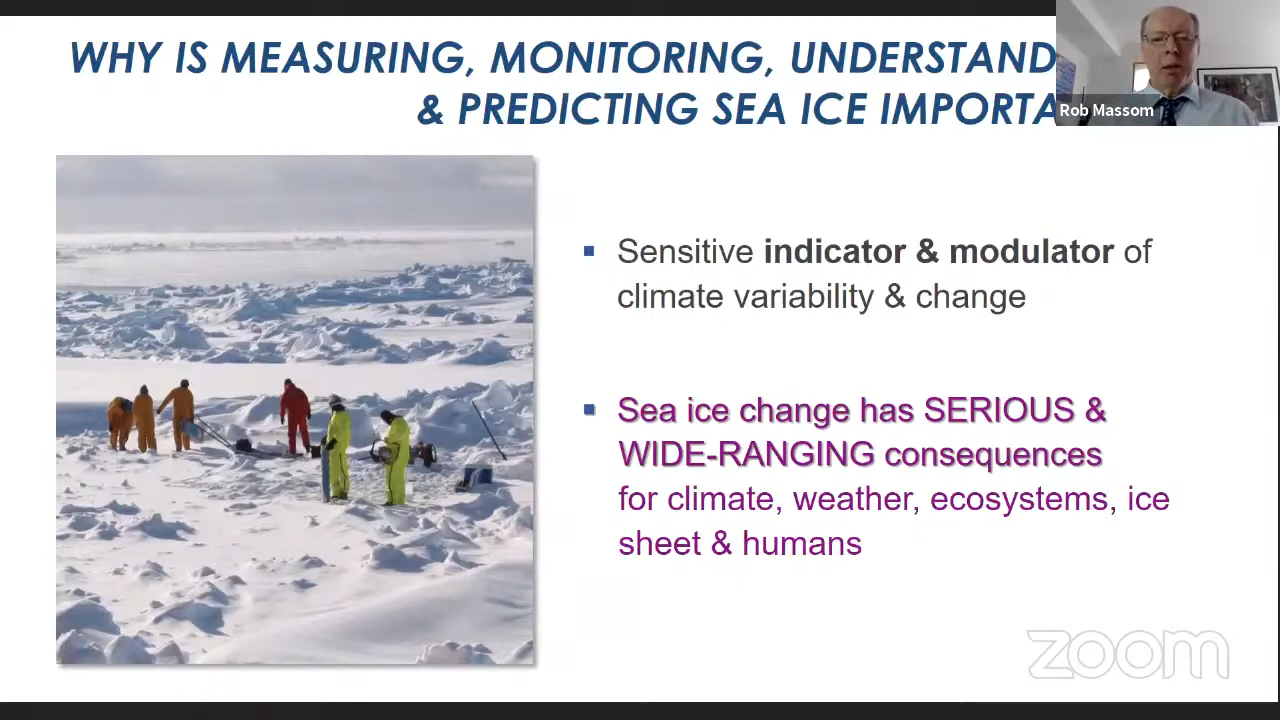 WHY IS MEASURING, MONITORING, UNDERSTAND
& PREDICTING SEA ICE IMPORTA
Rob Massom
▪ Sensitive indicator & modulator of
climate variability & change
▪ Sea ice change has SERIOUS &
WIDE-RANGING consequences
for climate, weather, ecosystems, ice
sheet & humans
zoom